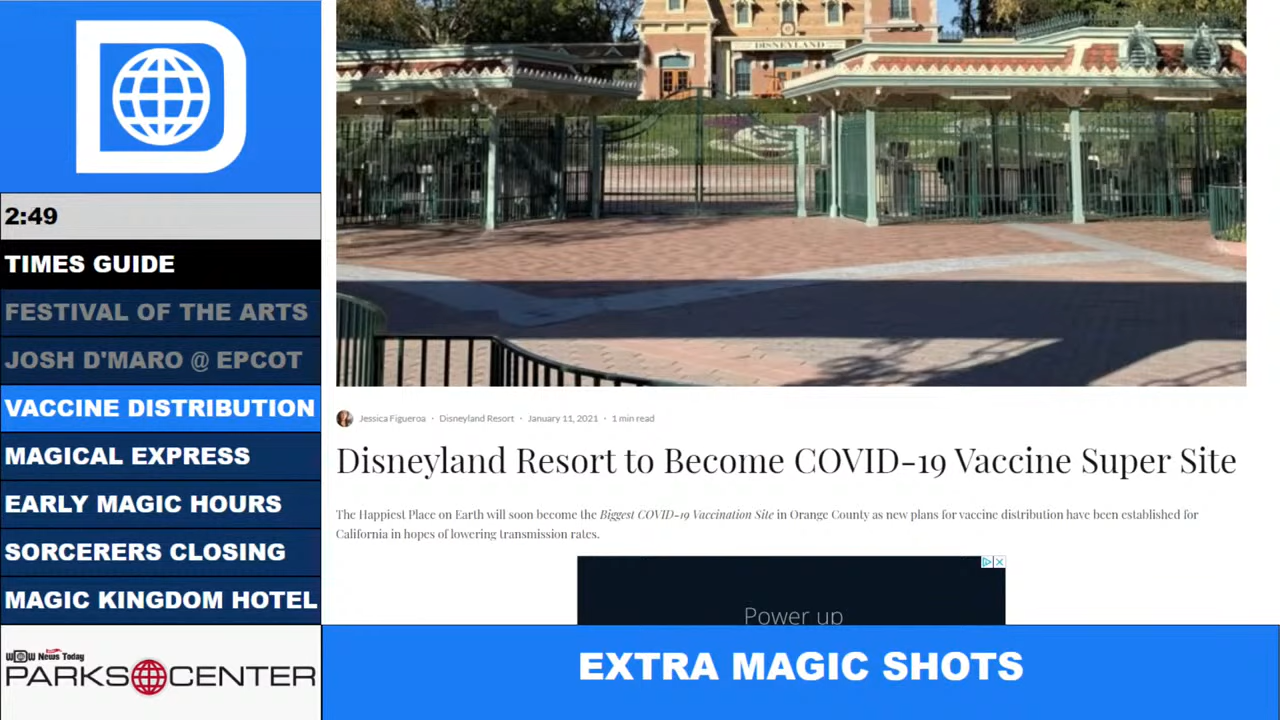 2:49
TIMES GUIDE
FESTIVAL OF THE ARTS
JOSH D'MARO @ EPCOT
VACCINE DISTRIBUTION
MAGICAL EXPRESS
EARLY MAGIC HOURS
SORCERERS CLOSING
MAGIC KINGDOM HOTEL
WDW News Today
PARKS CENTER
DISNEYLAND
Jessica Figueroa · Disneyland Resort · January 11, 2021 · 1 min read
Disneyland Resort to Become COVID-19 Vaccine Super Site
The Happiest Place on Earth will soon become the Biggest COVID-19 Vaccination Site in Orange County as new plans for vaccine distribution have been established for
California in hopes of lowering transmission rates.
Power up
EXTRA MAGIC SHOTS